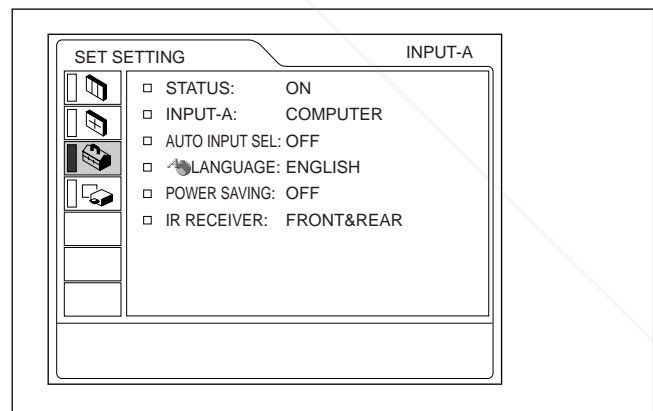 SET SETTING INPUT-A
STATUS: ON
INPUT-A: COMPUTER
AUTO INPUT SEL: OFF
LANGUAGE: ENGLISH
POWER SAVING: OFF
IR RECEIVER: FRONT&REAR